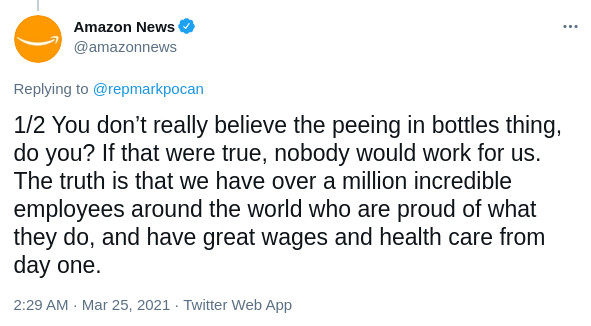 Amazon News
@amazonnews
Replying to @repmarkpocan
1/2 You don’t really believe the peeing in bottles thing,
do you? If that were true, nobody would work for us.
The truth is that we have over a million incredible
employees around the world who are proud of what
they do, and have great wages and health care from
day one.
2:29 AM · Mar 25, 2021 · Twitter Web App